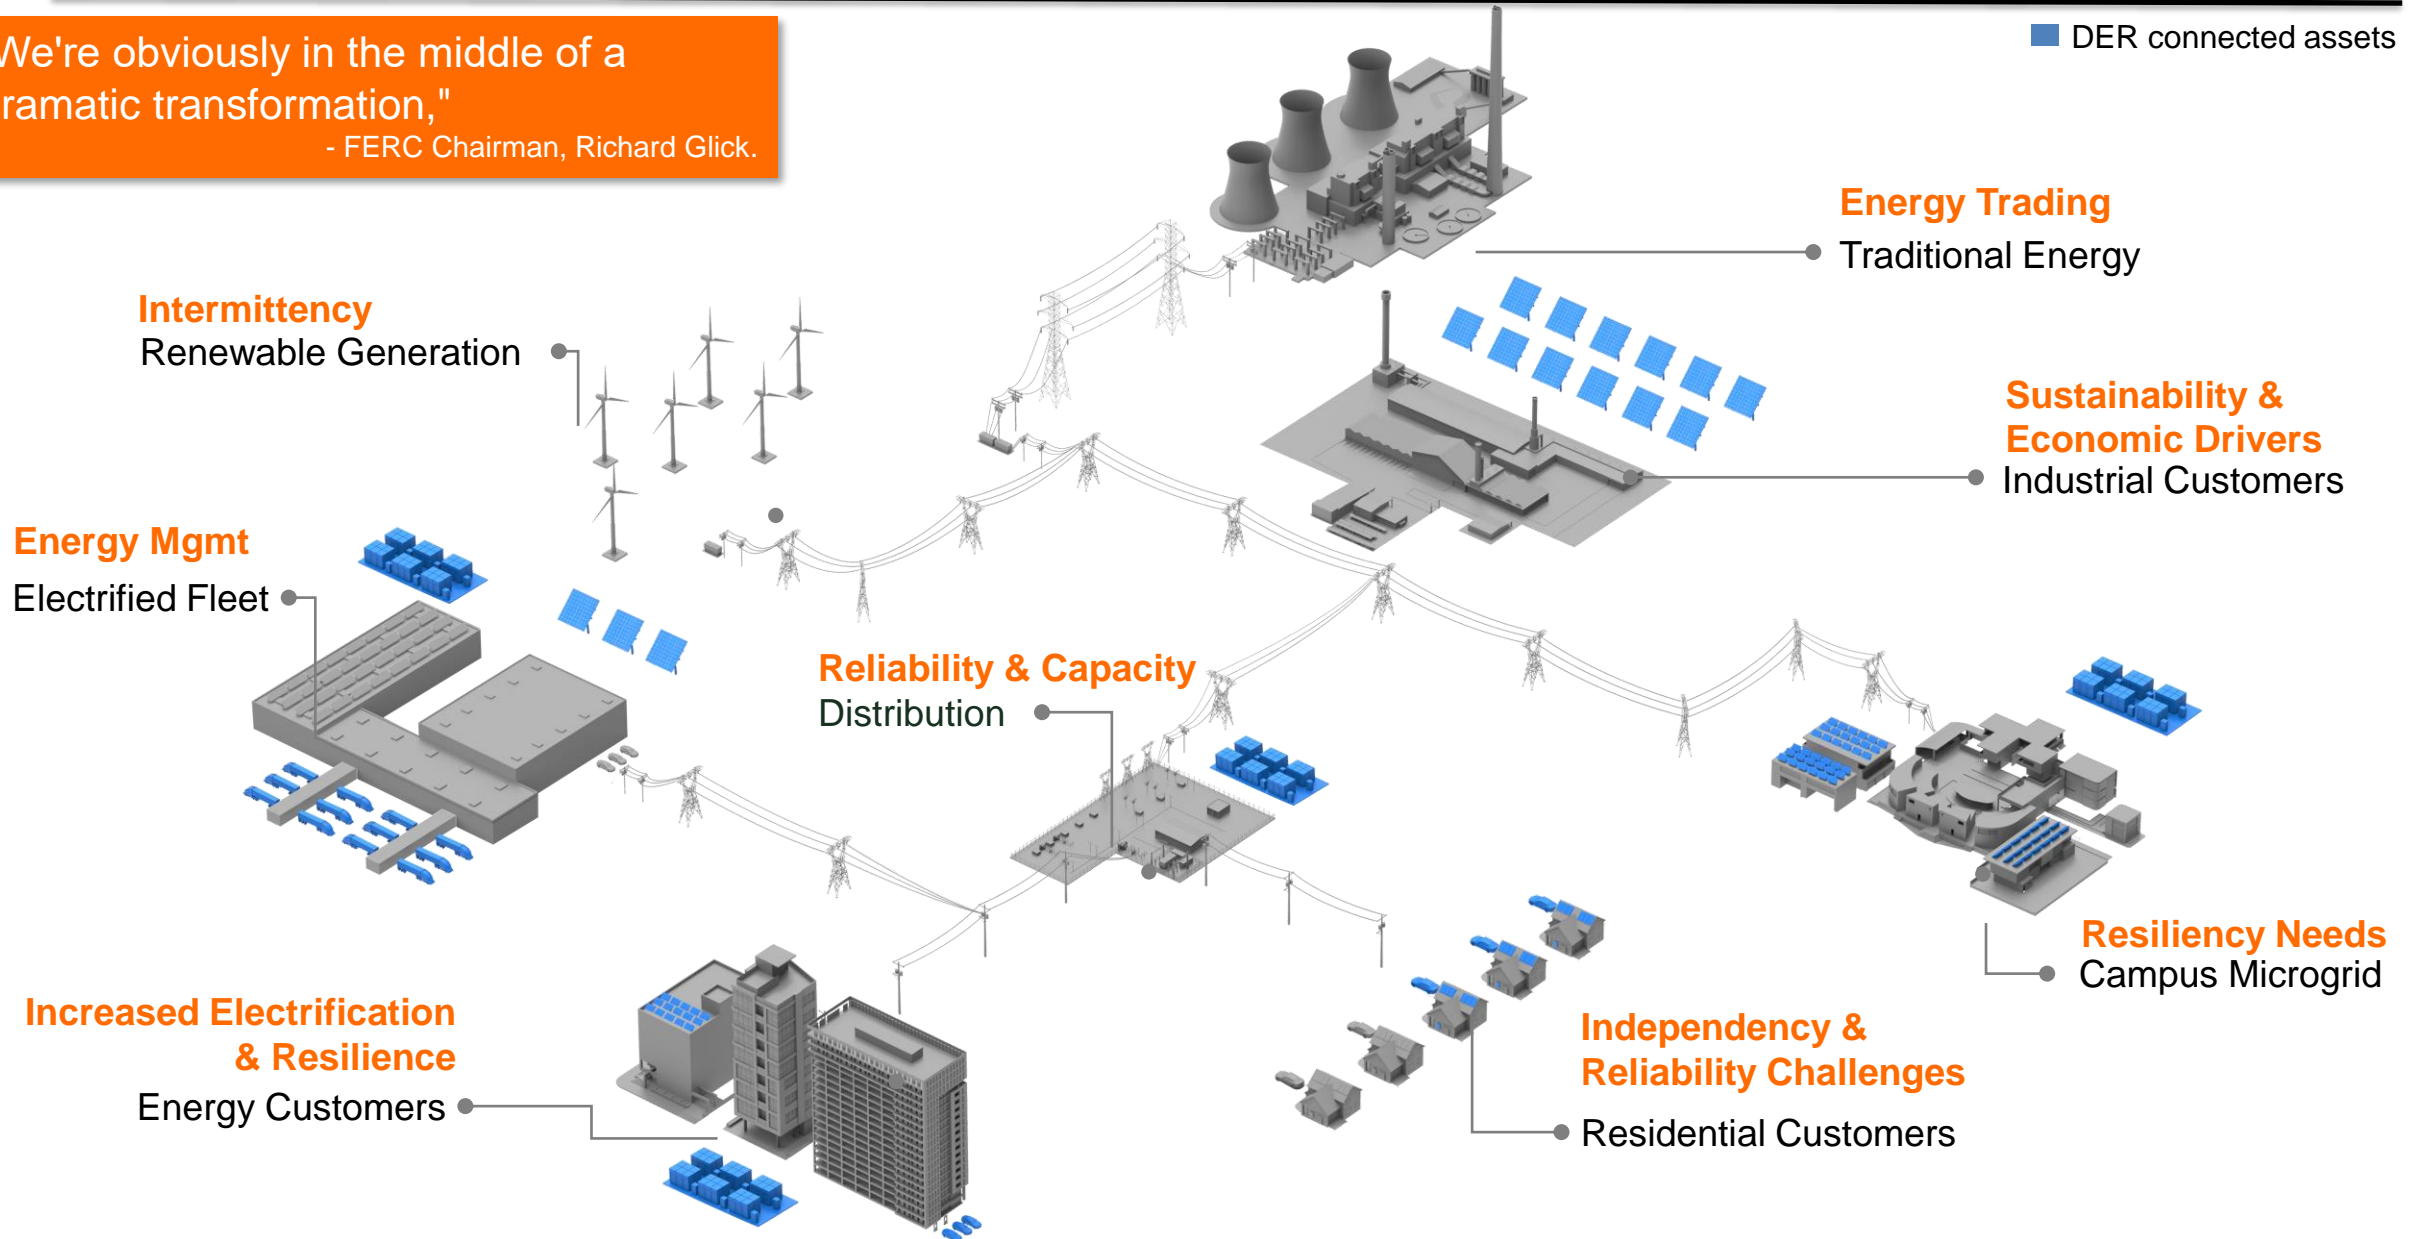 We're obviously in the middle of a
ramatic transformation,"
- FERC Chairman, Richard Glick.
DER connected assets
Energy Trading
Traditional Energy
Intermittency
Renewable Generation
Sustainability &
Economic Drivers
Industrial Customers
Energy Mgmt
Electrified Fleet
Reliability & Capacity
Distribution
Resiliency Needs
Campus Microgrid
Increased Electrification
& Resilience
Energy Customers
Independency &
Reliability Challenges
Residential Customers